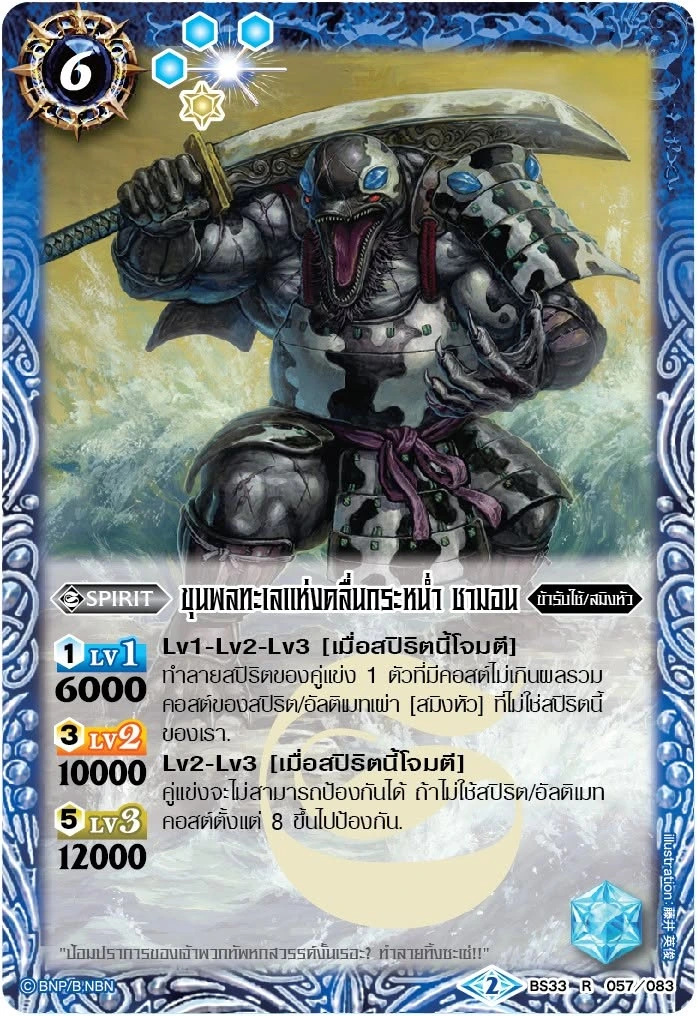 6
SPIRIT
ขุนพลทะเลแห่งคลื่นกระหน่ำ ชามอน
ข้ารับใช้/สมิงหัว
1 LV1
6000
3 LV2
10000
5 LV3
12000
Lv1-Lv2-Lv3 [เมื่อสปิริตนี้โจมตี]
ทำลายสปิริตของคู่แข่ง 1 ตัวที่มีคอสต์ไม่เกินผลรวม
คอสต์ของสปิริต/อัลติเมทเผ่า [สมิงหัว] ที่ไม่ใช่สปิริตนี้
ของเรา.
Lv2-Lv3 [เมื่อสปิริตนี้โจมตี]
คู่แข่งจะไม่สามารถป้องกันได้ ถ้าไม่ใช้สปิริต/อัลติเมท
คอสต์ตั้งแต่ 8 ขึ้นไปป้องกัน.
illustration: 藤井 英俊
"ป้อมปราการของเจ้าพวกทัพหกสวรรค์งั้นเรอะ? ทำลายทิ้งซะเซ่!!"
©BNP/B.NBN
2
BS33 R 057/083